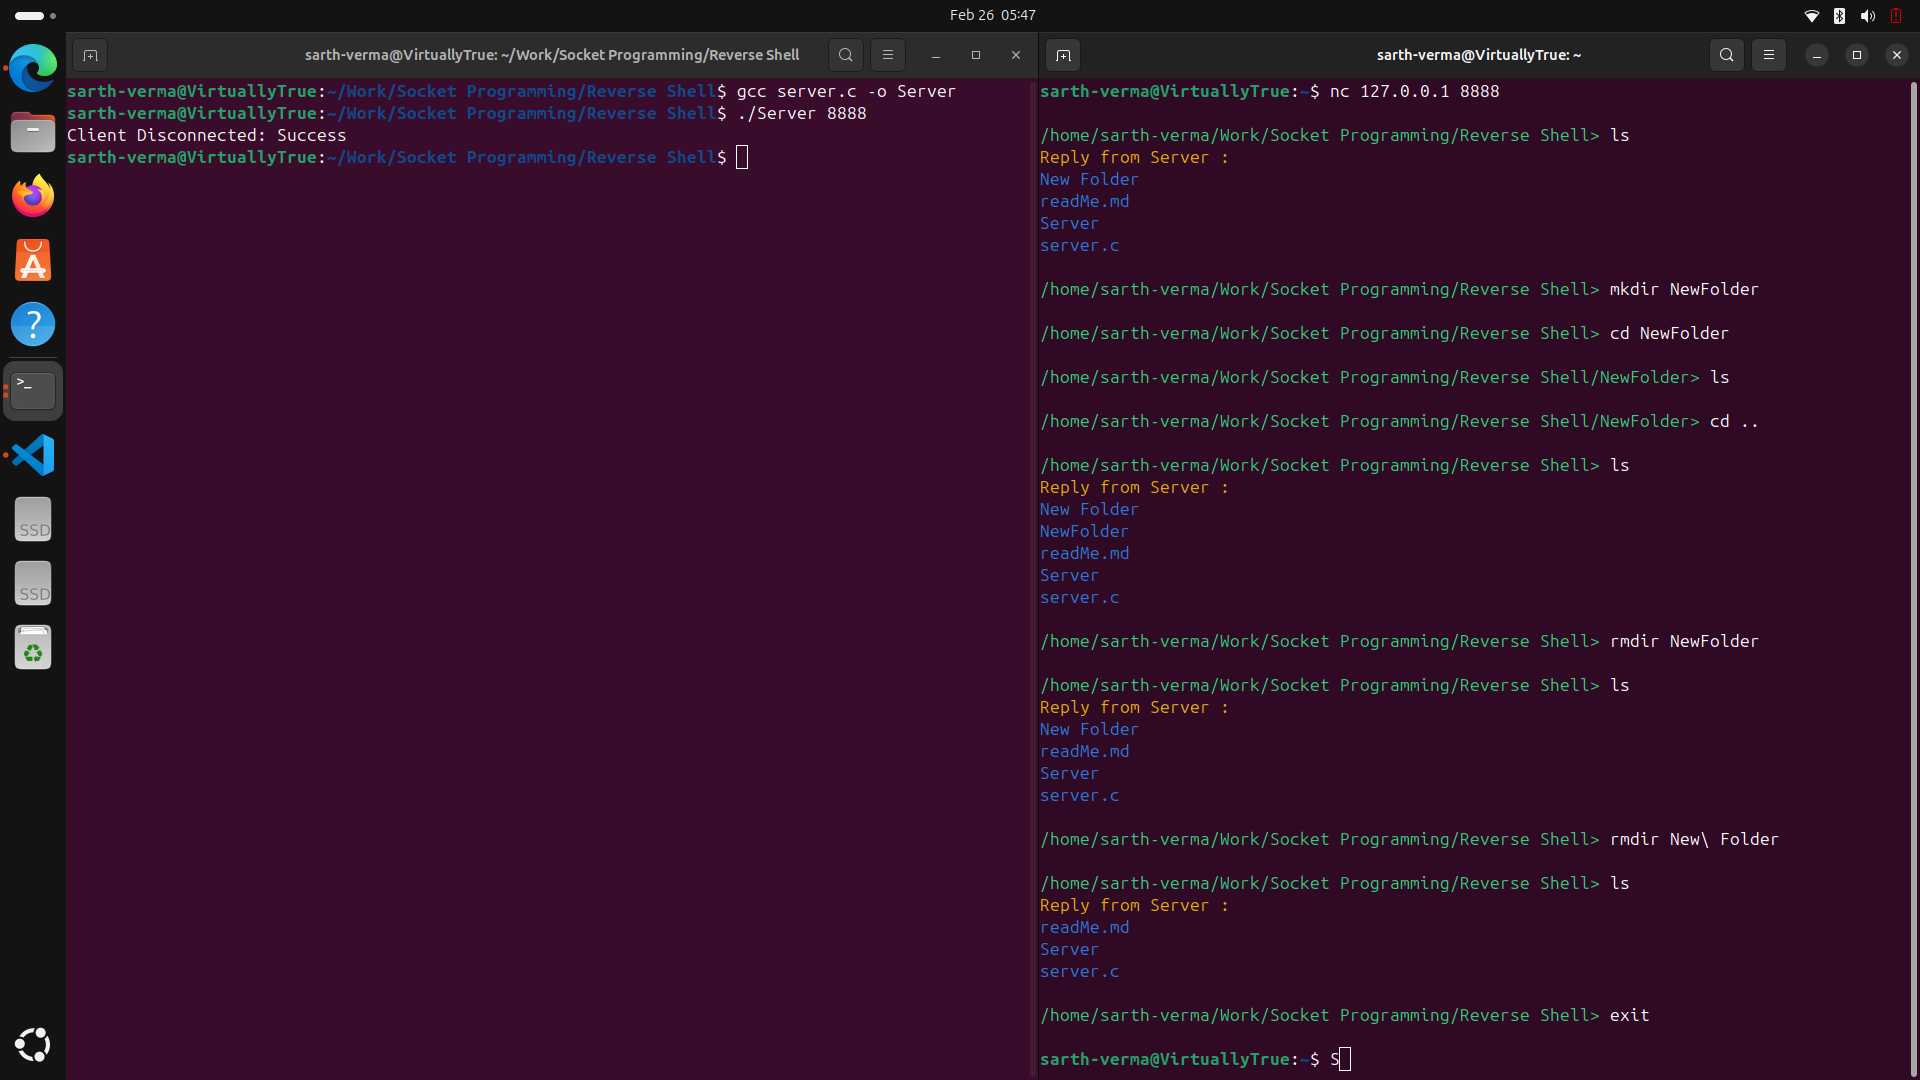 Feb 26 05:47
sarth-verma@VirtuallyTrue: ~/Work/Socket Programming/Reverse Shell
sarth-verma@VirtuallyTrue:~/Work/Socket Programming/Reverse Shell$ gcc server.c -o Server
sarth-verma@VirtuallyTrue:~/Work/Socket Programming/Reverse Shell$ ./Server 8888
Client Disconnected: Success
sarth-verma@VirtuallyTrue:~/Work/Socket Programming/Reverse Shell$
sarth-verma@VirtuallyTrue: ~
sarth-verma@VirtuallyTrue:~$ nc 127.0.0.1 8888
/home/sarth-verma/Work/Socket Programming/Reverse Shell> ls
Reply from Server :
New Folder
readMe.md
Server
server.c
/home/sarth-verma/Work/Socket Programming/Reverse Shell> mkdir NewFolder
/home/sarth-verma/Work/Socket Programming/Reverse Shell> cd NewFolder
/home/sarth-verma/Work/Socket Programming/Reverse Shell/NewFolder> ls
/home/sarth-verma/Work/Socket Programming/Reverse Shell/NewFolder> cd ..
/home/sarth-verma/Work/Socket Programming/Reverse Shell> ls
Reply from Server :
New Folder
NewFolder
readMe.md
Server
server.c
/home/sarth-verma/Work/Socket Programming/Reverse Shell> rmdir NewFolder
/home/sarth-verma/Work/Socket Programming/Reverse Shell> ls
Reply from Server :
New Folder
readMe.md
Server
server.c
/home/sarth-verma/Work/Socket Programming/Reverse Shell> rmdir New\ Folder
/home/sarth-verma/Work/Socket Programming/Reverse Shell> ls
Reply from Server :
readMe.md
Server
server.c
/home/sarth-verma/Work/Socket Programming/Reverse Shell> exit
sarth-verma@VirtuallyTrue:~$ S
>_
SSD
SSD